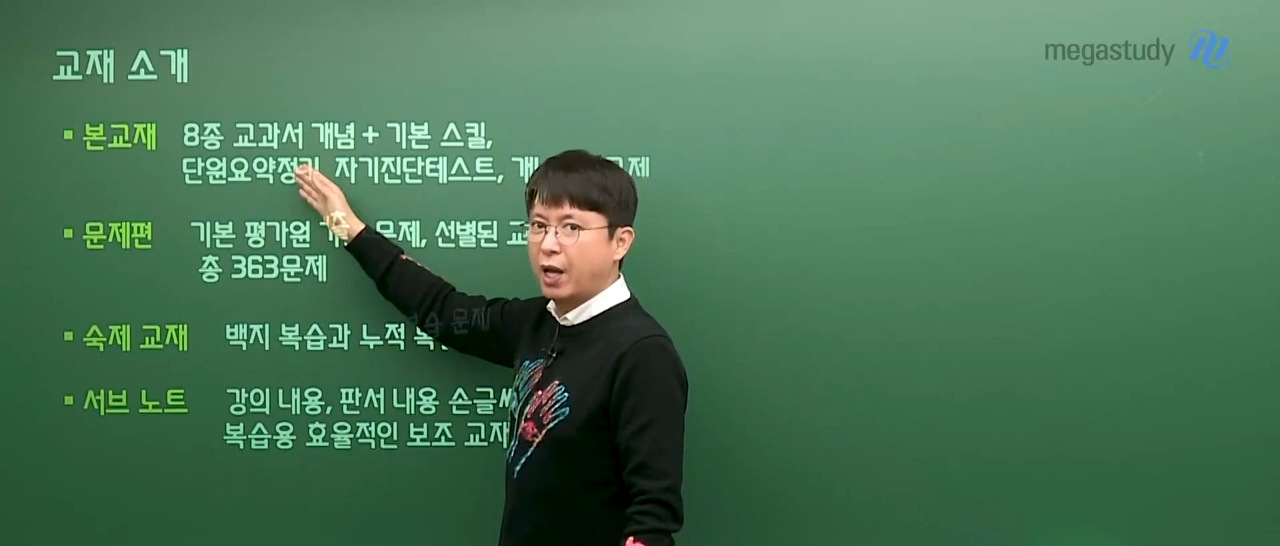 교재 소개
megastudy
본교재 8종 교과서 개념 + 기본 스킬,
단원요약정리, 자기진단테스트,
문제편 기본 평가원 문제, 선별된
총 363문제
숙제 교재 백지 복습과 누적 문제
서브 노트 강의 내용, 판서 내용
복습용 효율적인 보조 교재